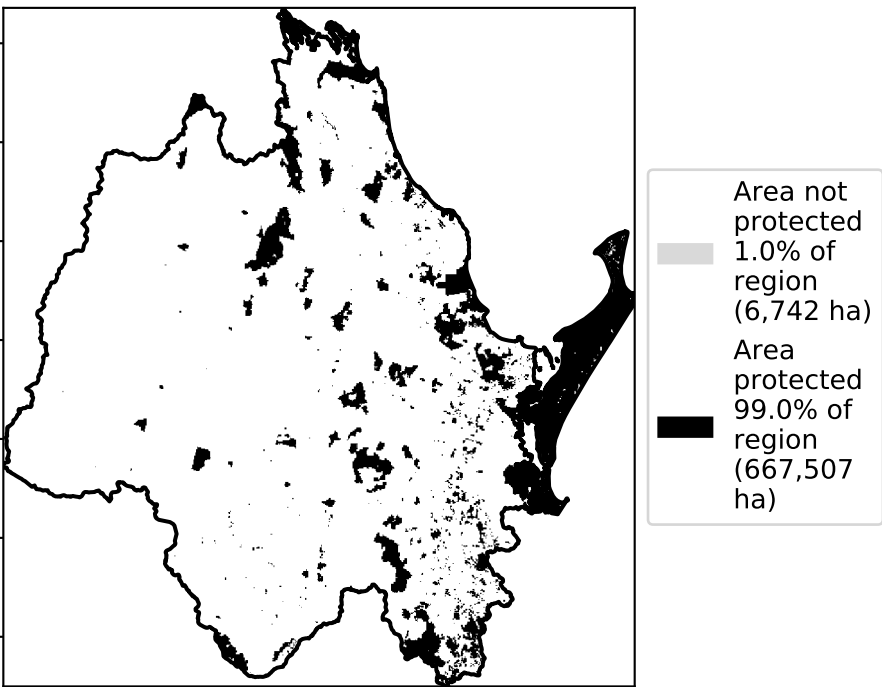 Area not
protected
1.0% of
region
(6,742 ha)
Area
protected
99.0% of
region
(667,507
ha)